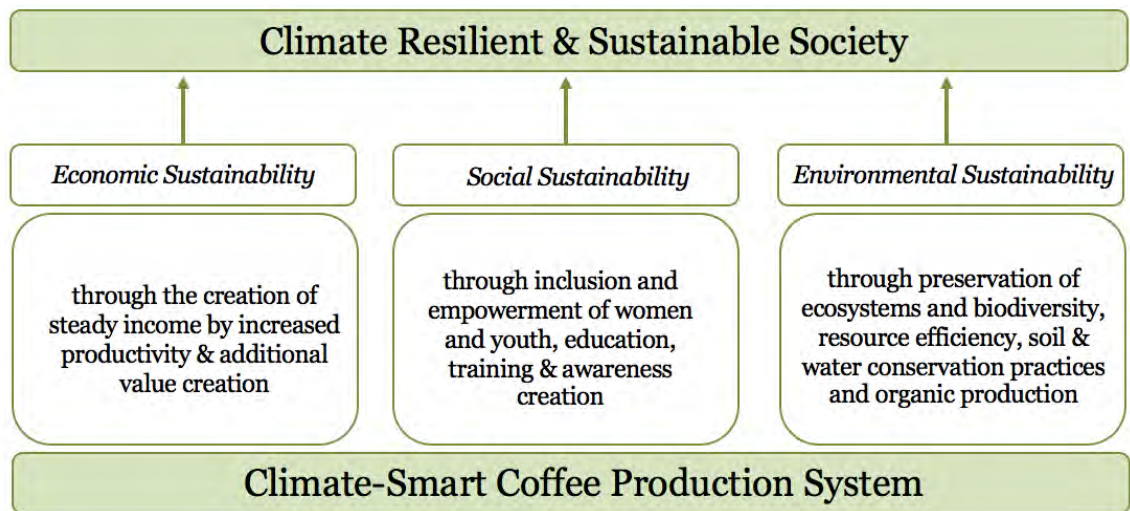 Climate Resilient & Sustainable Society
Economic Sustainability
Social Sustainability
Environmental Sustainability
through the creation of
steady income by increased
productivity & additional
value creation
through inclusion and
empowerment of women
and youth, education,
training & awareness
creation
through preservation of
ecosystems and biodiversity,
resource efficiency, soil &
water conservation practices
and organic production
Climate-Smart Coffee Production System